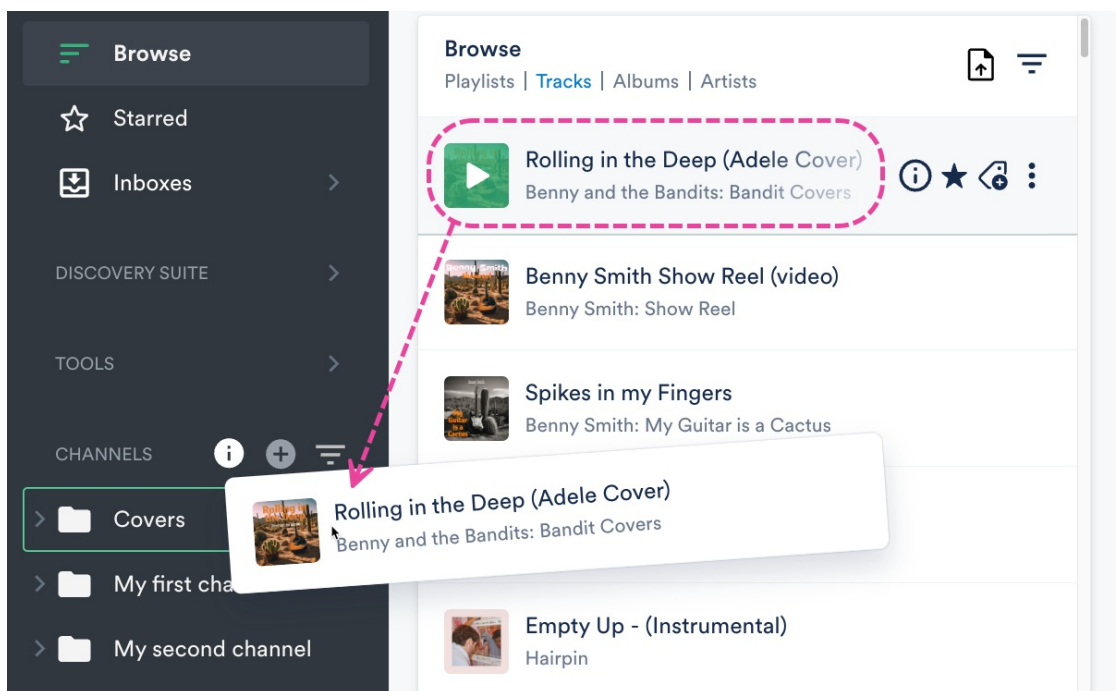 Browse
Starred
Inboxes
DISCOVERY SUITE
TOOLS
CHANNELS
Covers
My first cha
My second channel
Browse
Playlists | Tracks | Albums | Artists
Rolling in the Deep (Adele Cover)
Benny and the Bandits: Bandit Covers
Benny Smith Show Reel (video)
Benny Smith: Show Reel
Spikes in my Fingers
Benny Smith: My Guitar is a Cactus
Rolling in the Deep (Adele Cover)
Benny and the Bandits: Bandit Covers
Empty Up - (Instrumental)
Hairpin